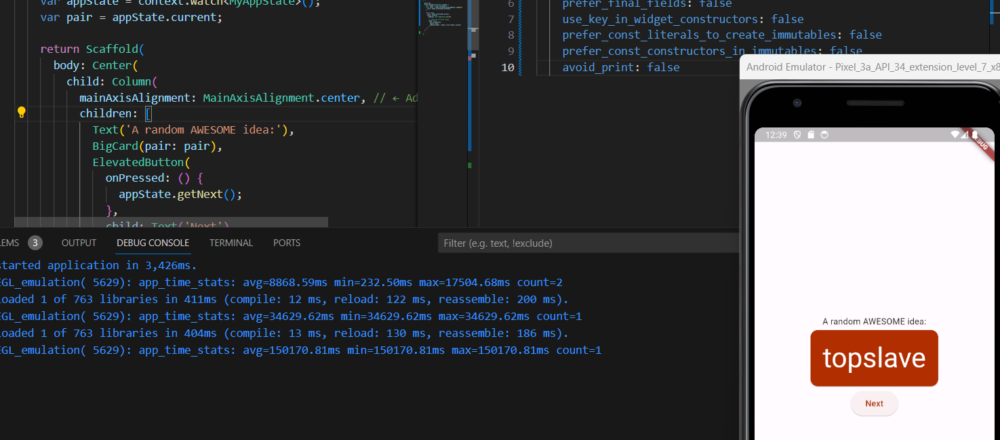 var appState = context.watch<MyAppState>();
var pair = appState.current;
return Scaffold(
body: Center(
child: Column(
mainAxisAlignment: MainAxisAlignment.center, // ← Ad
children: [
Text('A random AWESOME idea:'),
BigCard(pair: pair),
ElevatedButton(
onPressed: () {
appState.getNext();
},
child: Text('Next')
6 prefer_final_fields: false
7 use_key_in_widget_constructors: false
8 prefer_const_literals_to_create_immutables: false
9 prefer_const_constructors_in_immutables: false
10 avoid_print: false
LEMS 3 OUTPUT DEBUG CONSOLE TERMINAL PORTS
Filter (e.g. text, !exclude)
started application in 3,426ms.
EGL_emulation( 5629): app_time_stats: avg=8868.59ms min=232.50ms max=17504.68ms count=2
loaded 1 of 763 libraries in 411ms (compile: 12 ms, reload: 122 ms, reassemble: 200 ms).
EGL_emulation( 5629): app_time_stats: avg=34629.62ms min=34629.62ms max=34629.62ms count=1
loaded 1 of 763 libraries in 404ms (compile: 13 ms, reload: 130 ms, reassemble: 186 ms).
EGL_emulation( 5629): app_time_stats: avg=150170.81ms min=150170.81ms max=150170.81ms count=1
Android Emulator - Pixel_3a_API_34_extension_level_7_x8
12:39
DEBUG
A random AWESOME idea:
topslave
Next